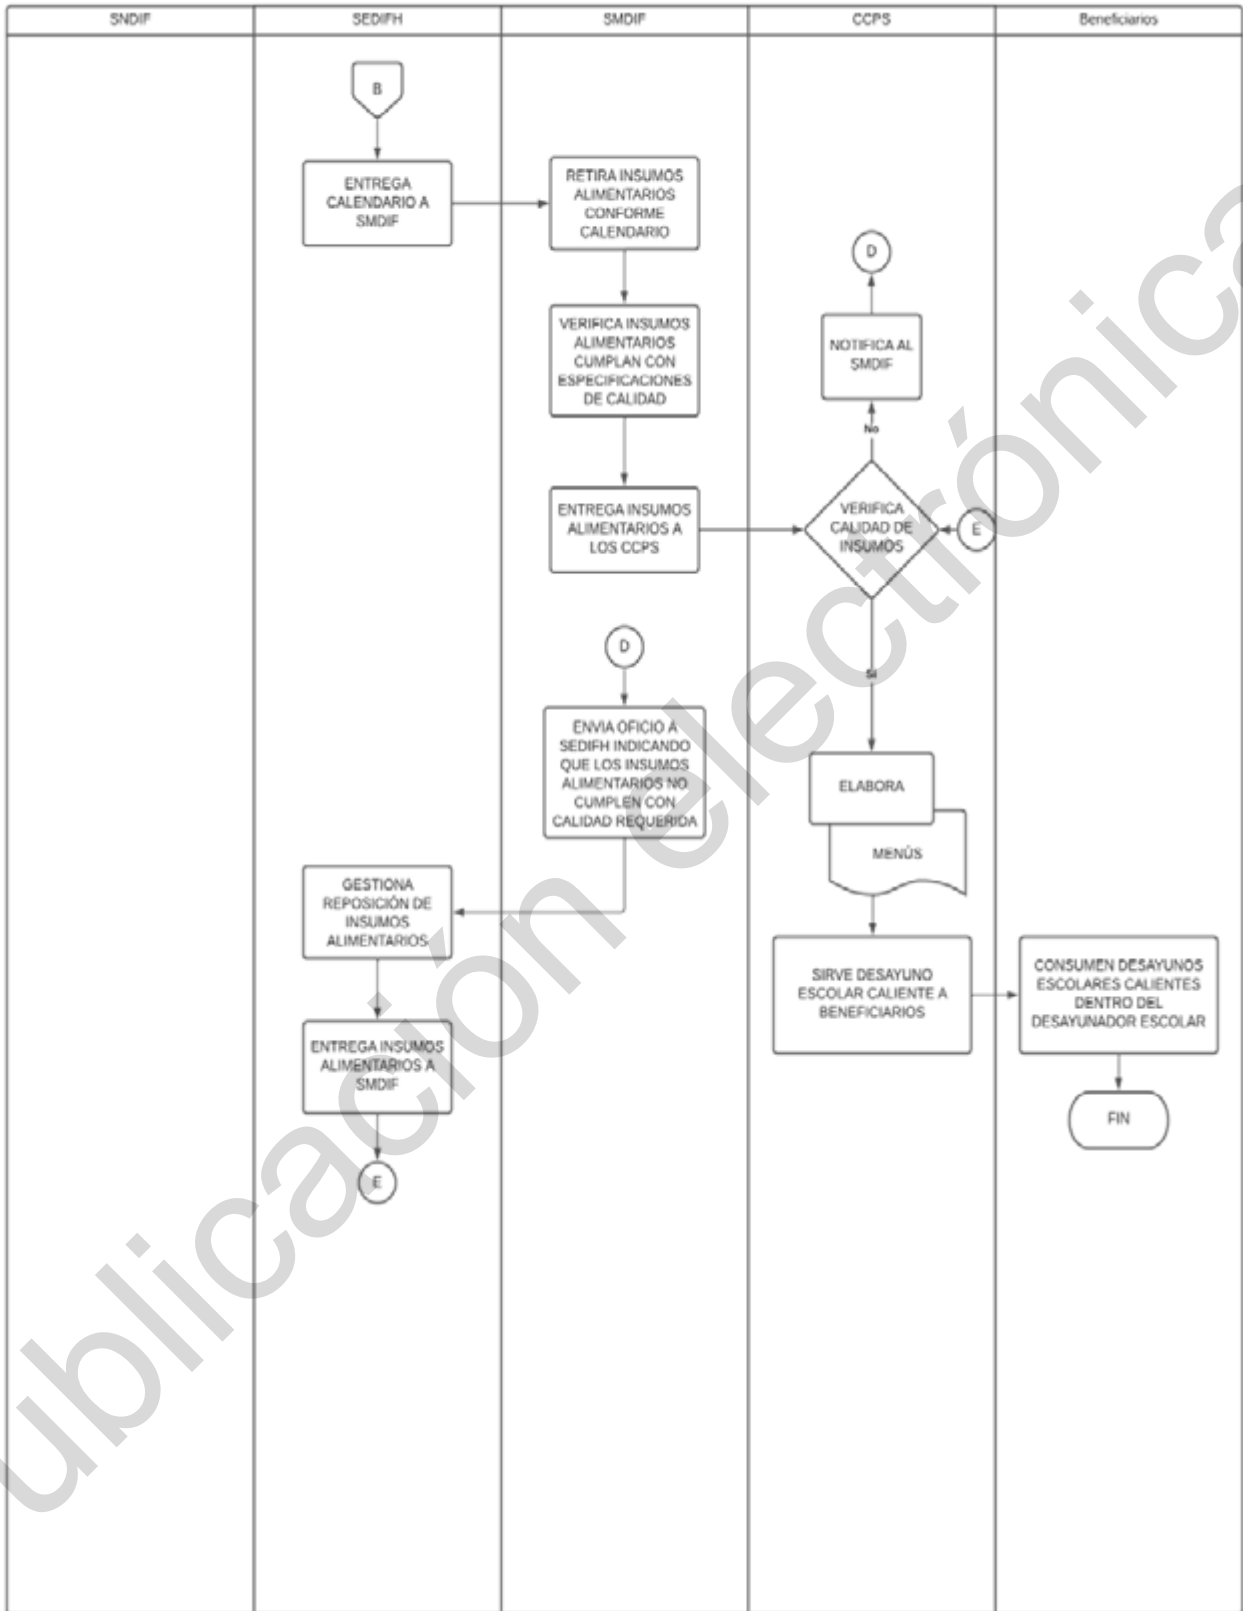 SNDIF
SEDIFH
SMDIF
CCPS
Beneficiarios
B
ENTREGA
CALENDARIO A
SMDIF
RETIRA INSUMOS
ALIMENTARIOS
CONFORME
CALENDARIO
VERIFICA INSUMOS
ALIMENTARIOS
CUMPLAN CON
ESPECIFICACIONES
DE CALIDAD
ENTREGA INSUMOS
ALIMENTARIOS A
LOS CCPS
D
NOTIFICA AL
SMDIF
No
VERIFICA
CALIDAD DE
INSUMOS
E
Si
D
ENVIA OFICIO A
SEDIFH INDICANDO
QUE LOS INSUMOS
ALIMENTARIOS NO
CUMPLEN CON
CALIDAD REQUERIDA
ELABORA
MENÚS
GESTIONA
REPOSICIÓN DE
INSUMOS
ALIMENTARIOS
ENTREGA INSUMOS
ALIMENTARIOS A
SMDIF
E
SIRVE DESAYUNO
ESCOLAR CALIENTE A
BENEFICIARIOS
CONSUMEN DESAYUNOS
ESCOLARES CALIENTES
DENTRO DEL
DESAYUNADOR ESCOLAR
FIN
ublicación electrónica